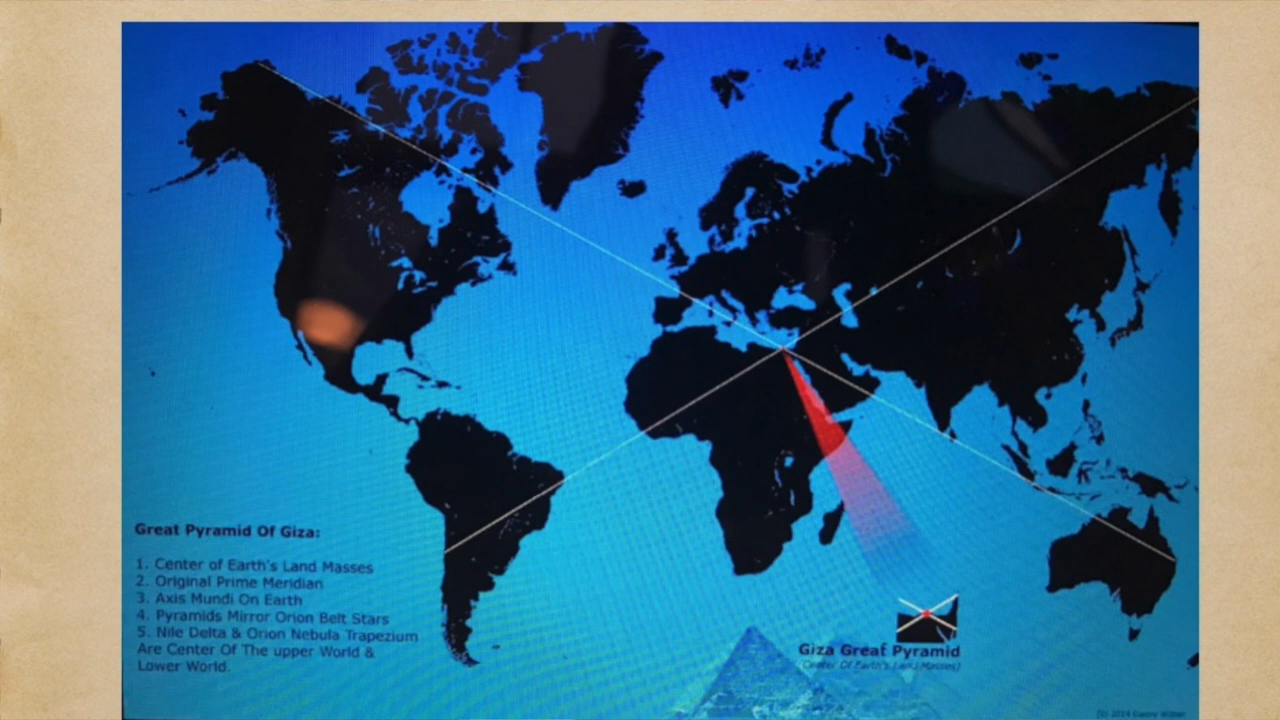 Great Pyramid Of Giza:
1. Center of Earth's Land Masses
2. Original Prime Meridian
3. Axis Mundi On Earth
4. Pyramids Mirror Orion Belt Stars
5. Nile Delta & Orion Nebula Trapezium
Are Center Of The upper World &
Lower World.
Giza Great Pyramid
(Center Of Earth's Land Masses)
(C) 2014